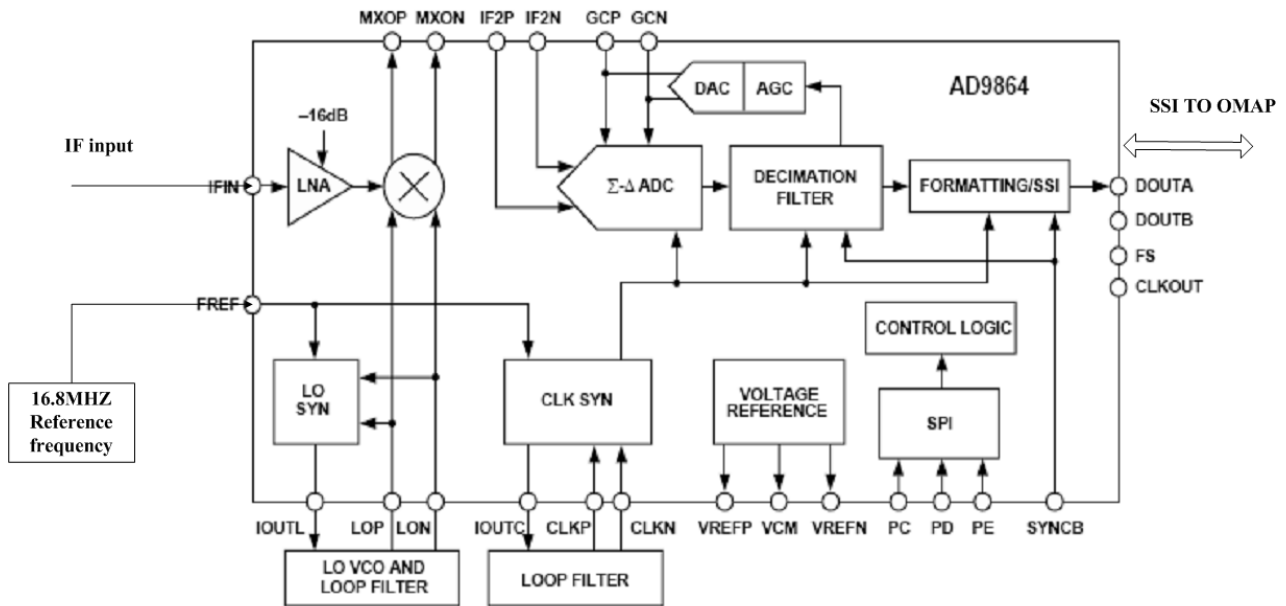 MXOP MXON IF2P IF2N GCP GCN
DAC AGC
AD9864
SSI TO OMAP
–16dB
IF input
IFIN
LNA
Σ-Δ ADC
DECIMATION
FILTER
FORMATTING/SSI
DOUTA
DOUTB
FS
CLKOUT
FREF
CONTROL LOGIC
16.8MHZ
Reference
frequency
LO
SYN
CLK SYN
VOLTAGE
REFERENCE
SPI
IOUTL LOP LON IOUTC CLKP CLKN VREFP VCM VREFN PC PD PE SYNCB
LO VCO AND
LOOP FILTER
LOOP FILTER